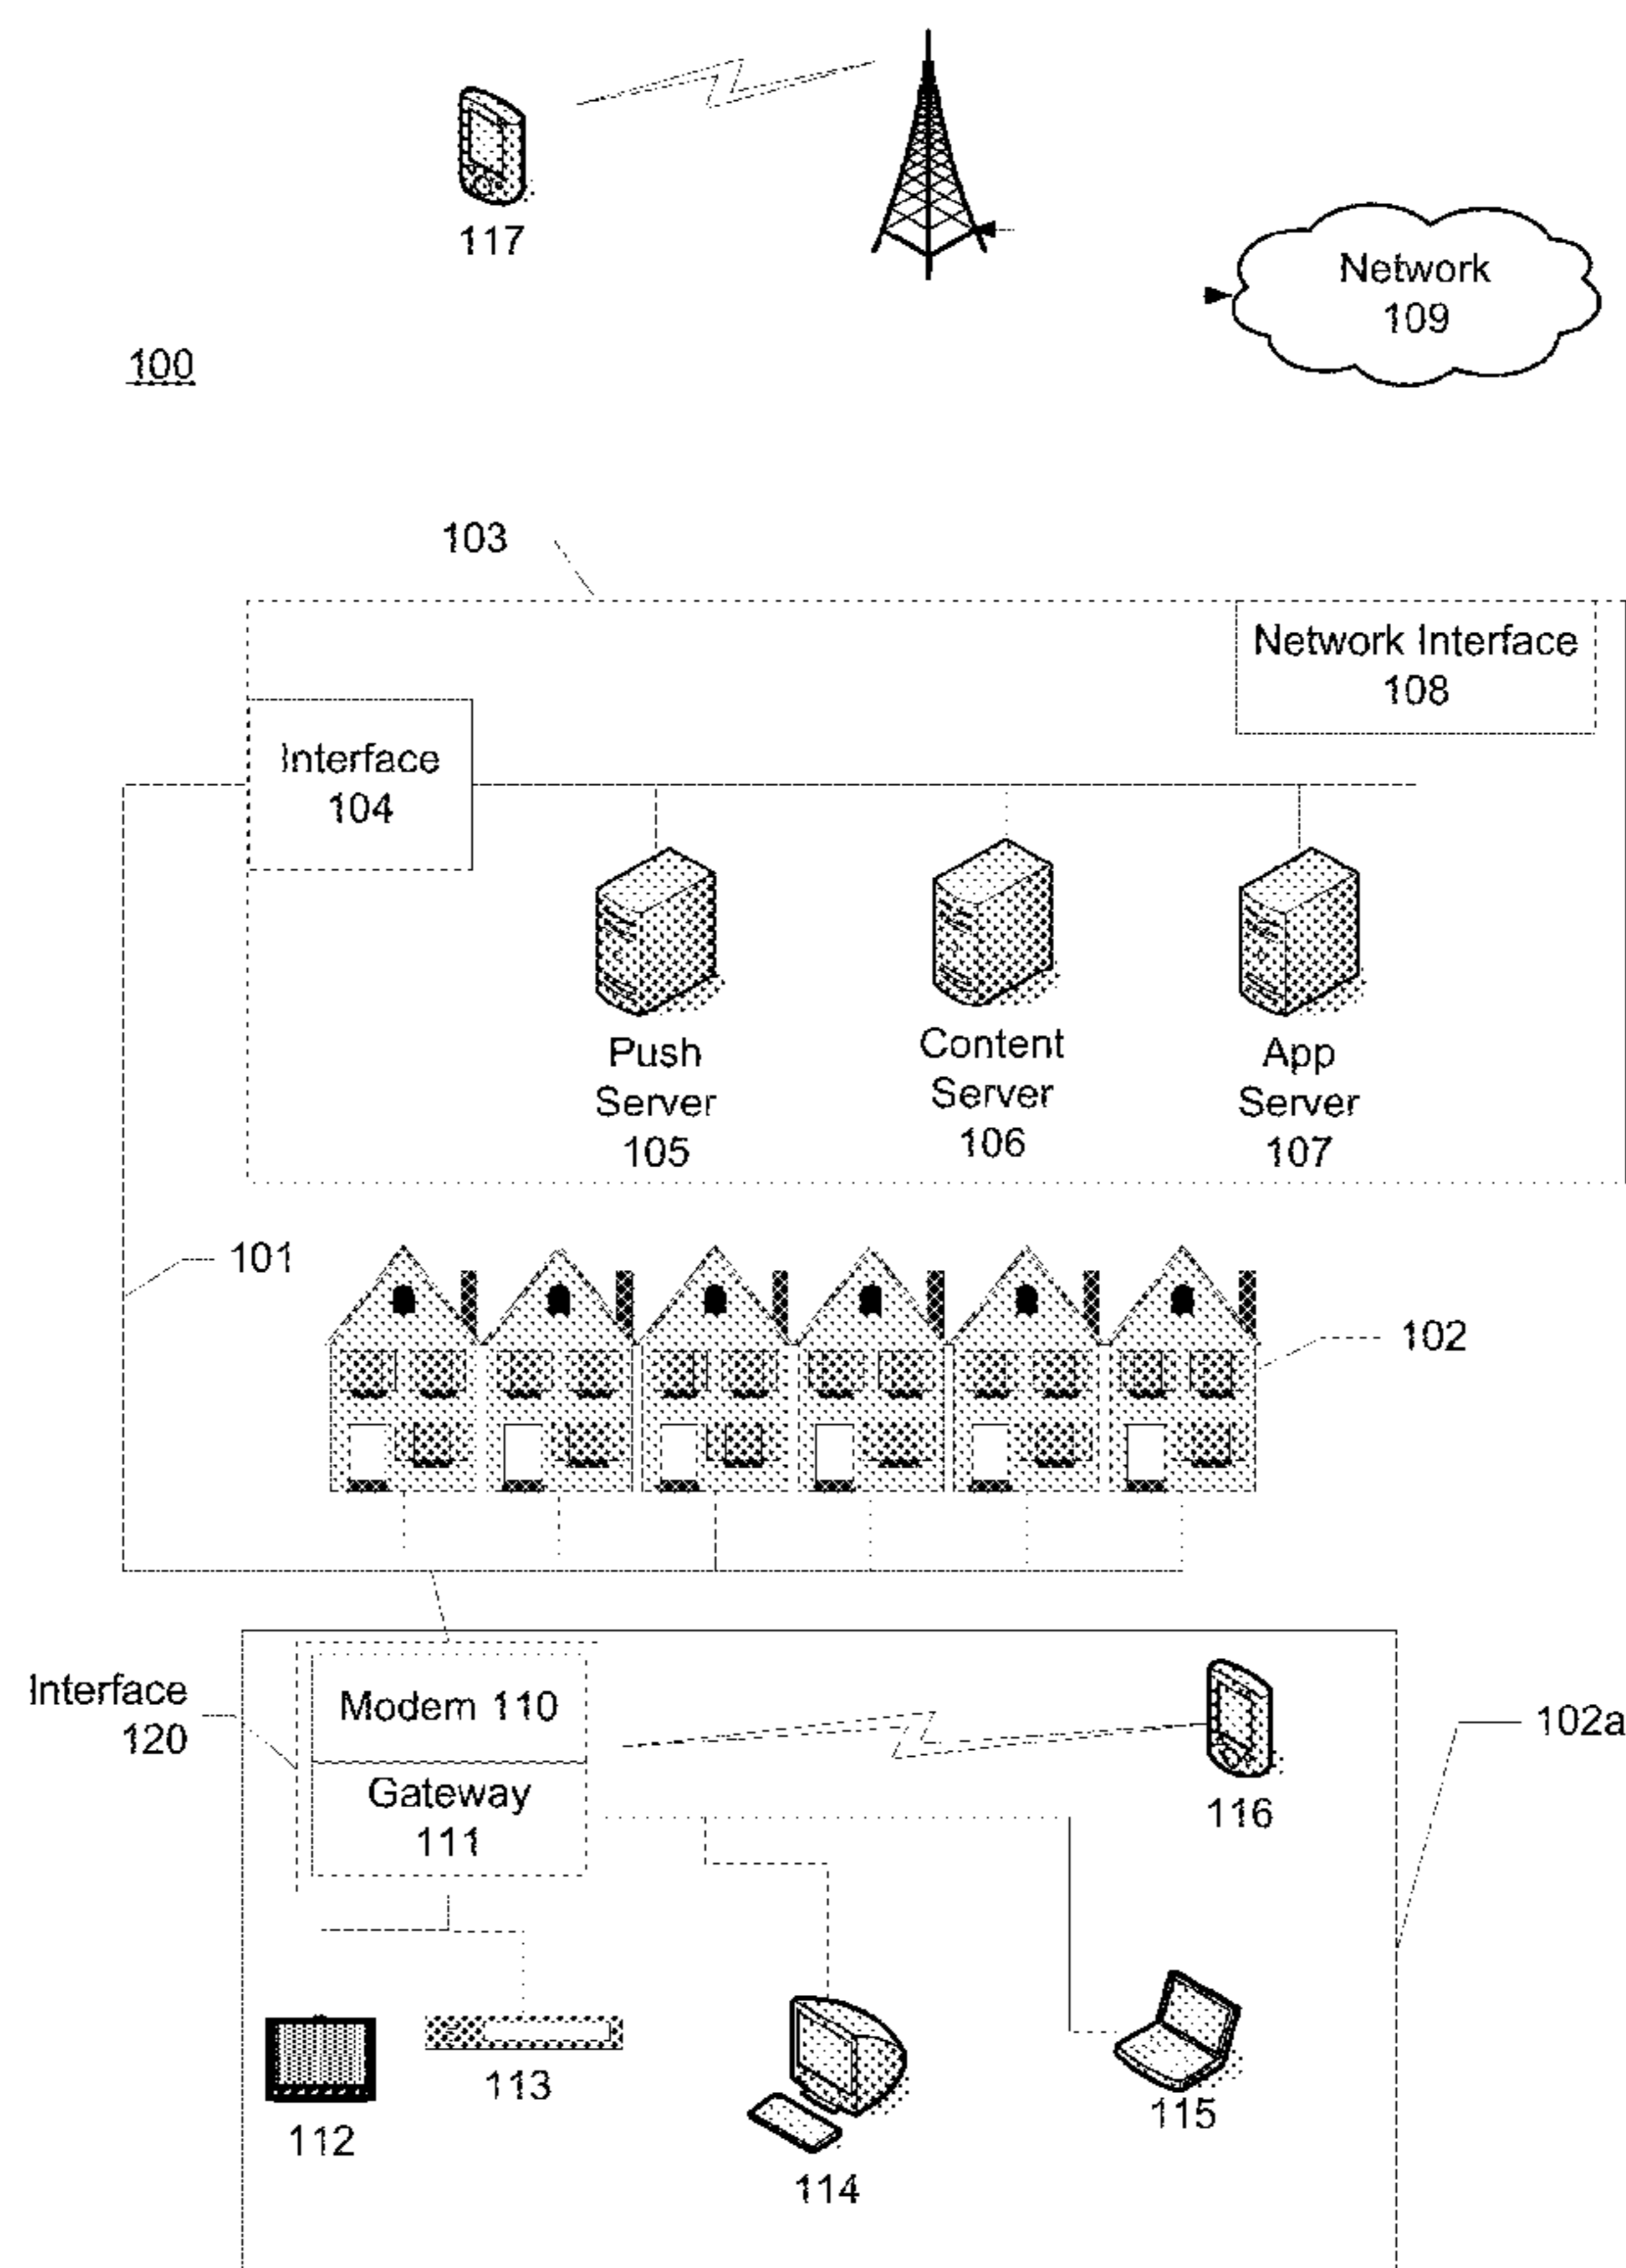 117
Network
109
100
103
Network Interface
108
Interface
104
Push
Server
105
Content
Server
106
App
Server
107
101
102
Interface
120
Modem 110
Gateway
111
116
102a
112
113
114
115